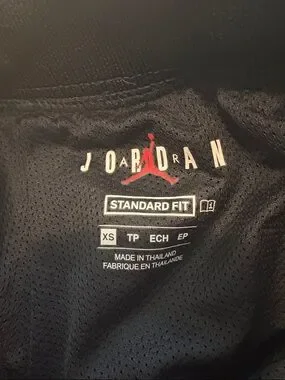 JORDAN
AIR
STANDARD FIT
XS TP ECH EP
MADE IN THAILAND
FABRIQUE EN THAILANDE